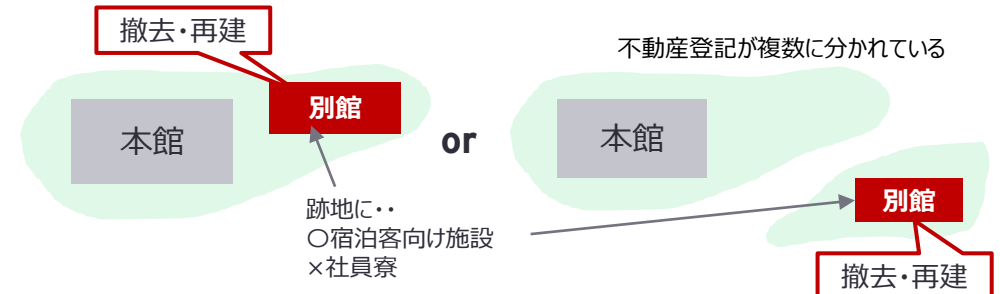 撤去・再建
不動産登記が複数に分かれている
別館
本館
or
本館
別館
跡地に・・
〇宿泊客向け施設
×社員寮
撤去・再建